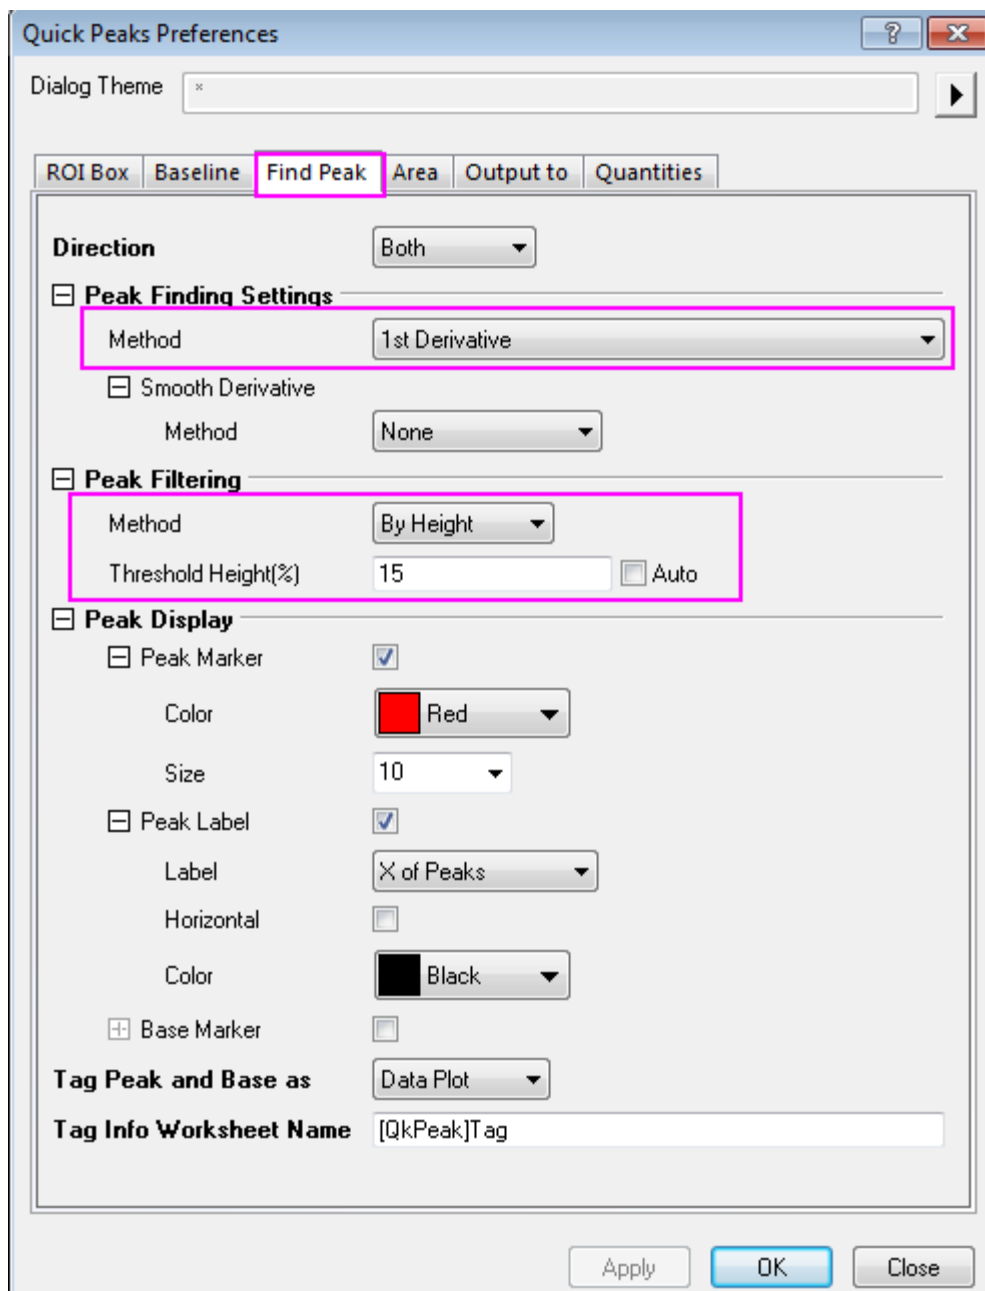 Quick Peaks Preferences
Dialog Theme *
ROI Box Baseline Find Peak Area Output to Quantities
Direction Both
Peak Finding Settings
Method 1st Derivative
Smooth Derivative
Method None
Peak Filtering
Method By Height
Threshold Height(%) 15 Auto
Peak Display
Peak Marker
Color Red
Size 10
Peak Label
Label X of Peaks
Horizontal
Color Black
Base Marker
Tag Peak and Base as Data Plot
Tag Info Worksheet Name [QkPeak]Tag
Apply OK Close